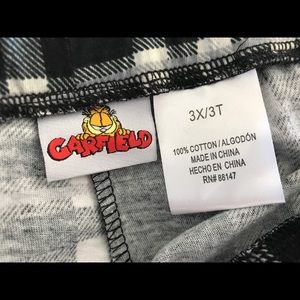 GARFIELD
3X/3T
100% COTTON/ALGODÓN
MADE IN CHINA
HECHO EN CHINA
RN# 88147